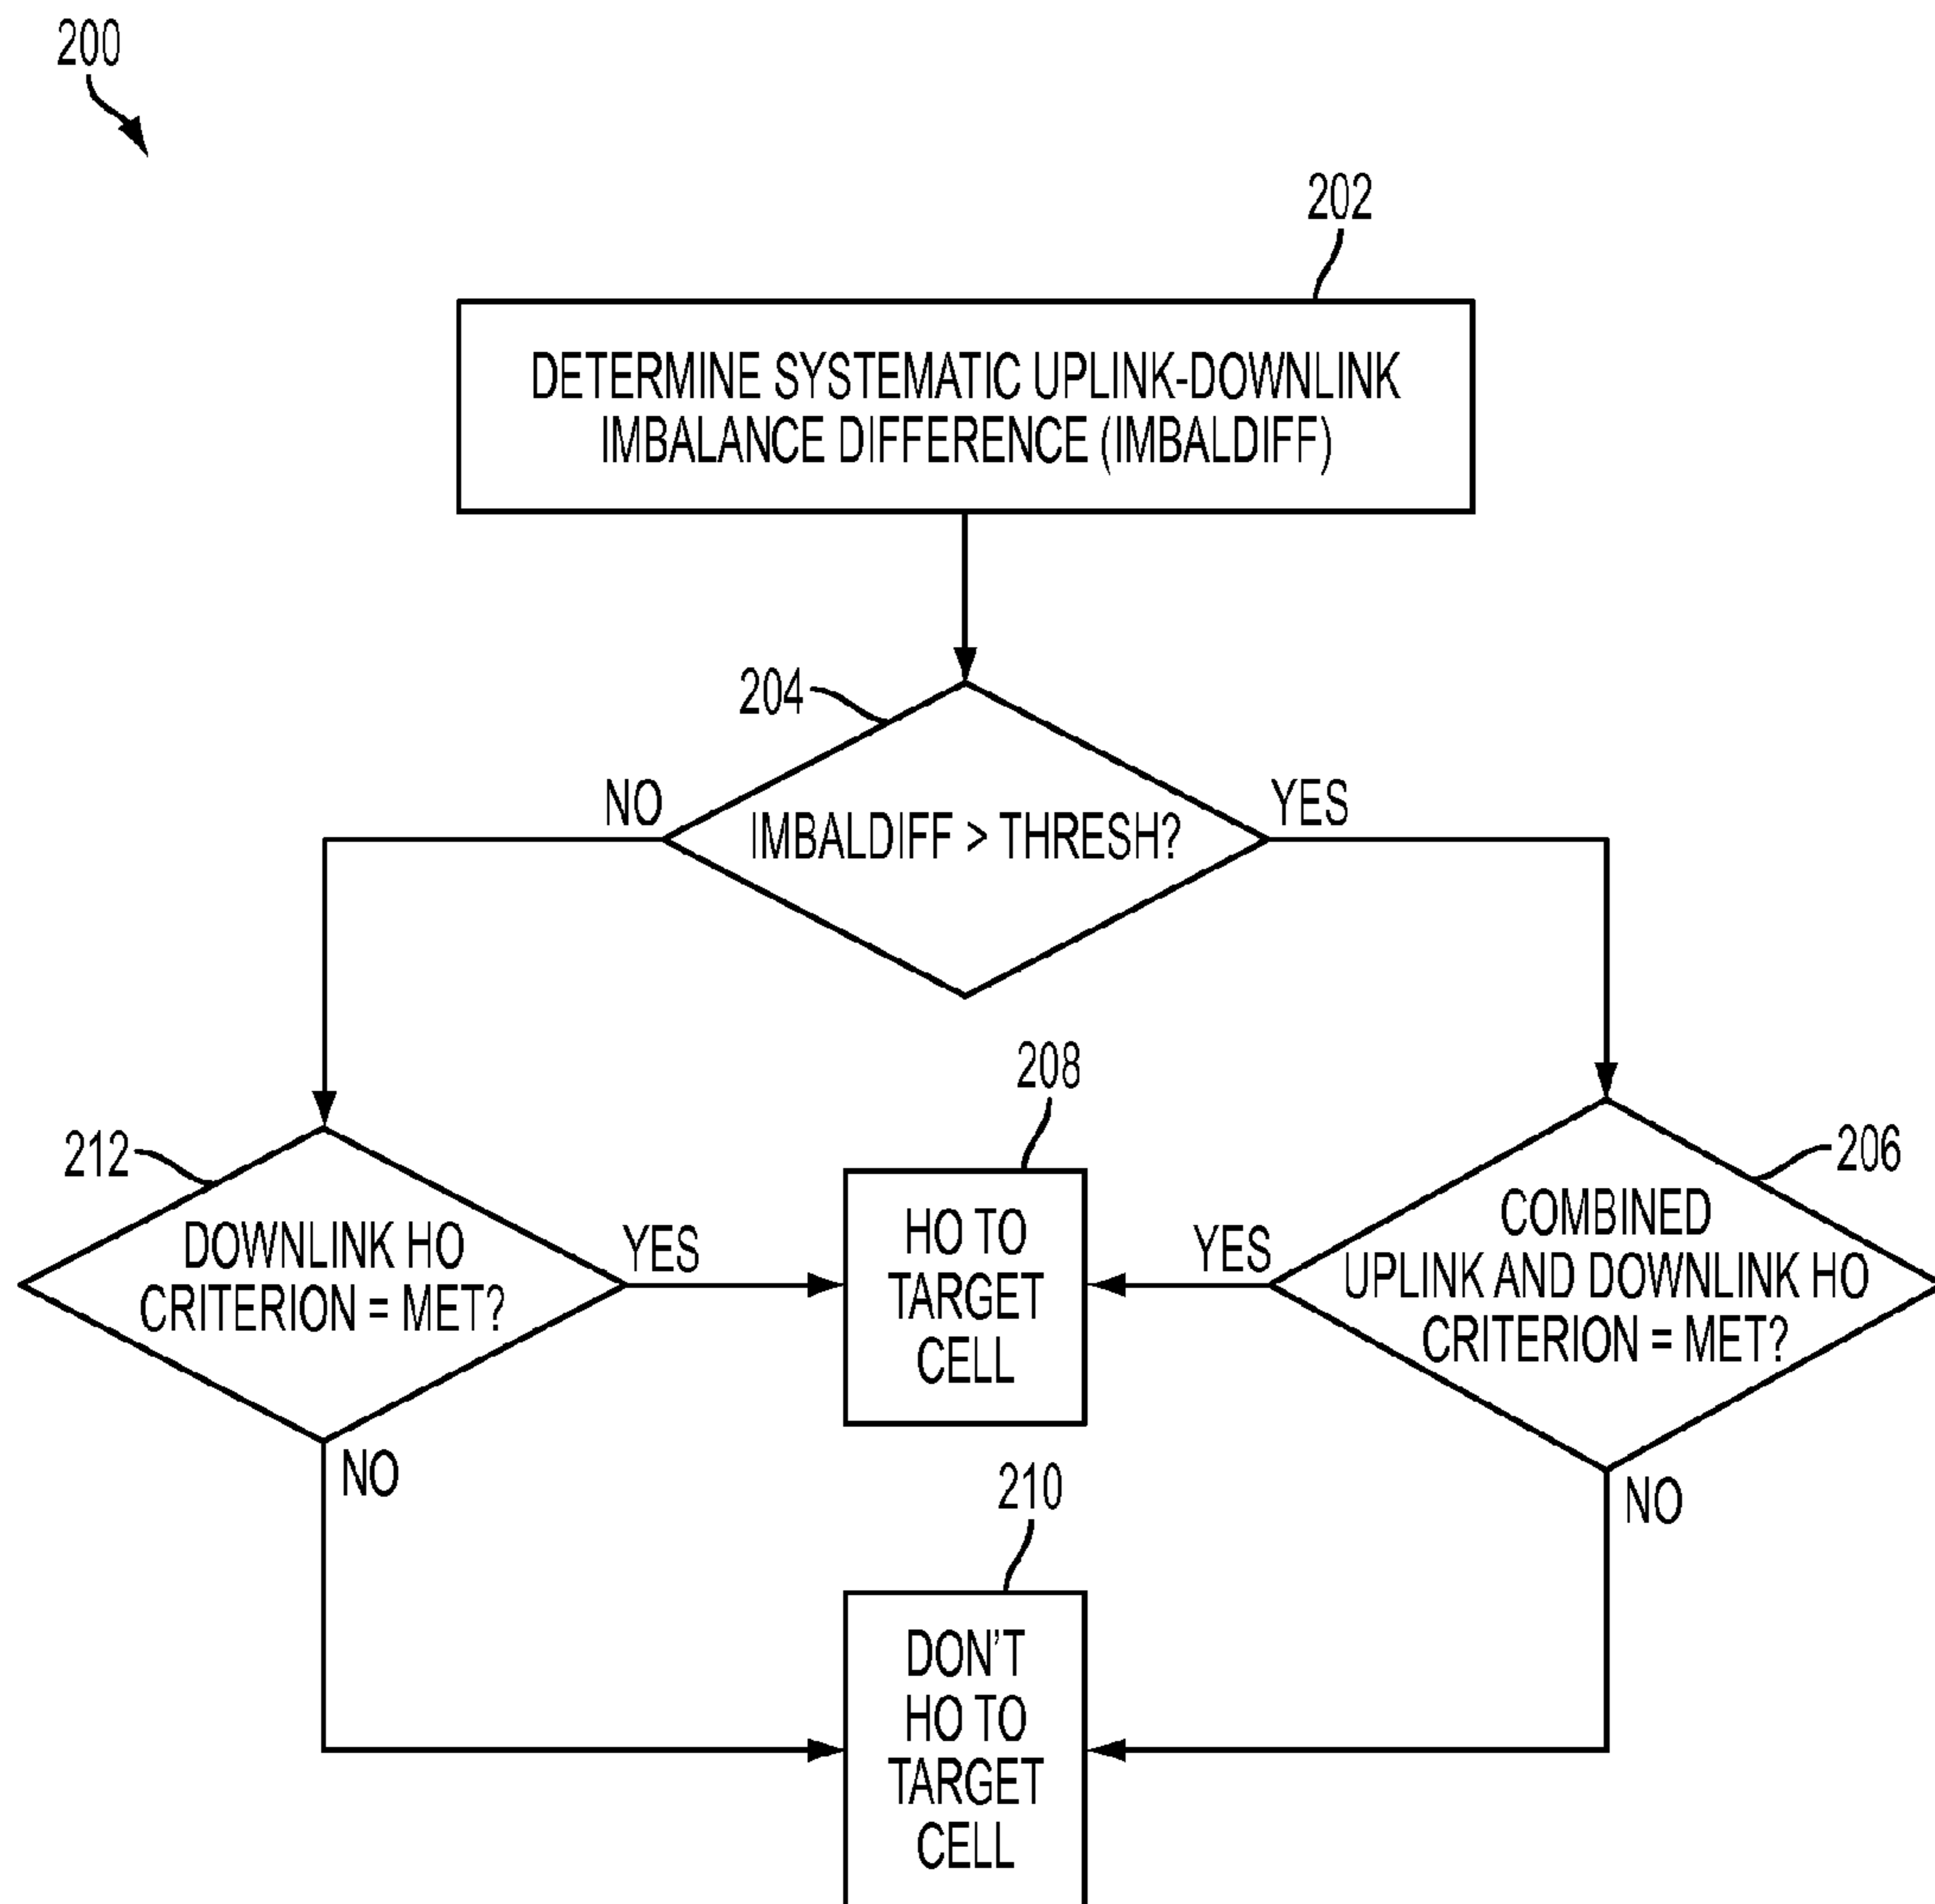 200
202
DETERMINE SYSTEMATIC UPLINK-DOWNLINK
IMBALANCE DIFFERENCE (IMBALDIFF)
204
NO
IMBALDIFF > THRESH?
YES
212
DOWNLINK HO
CRITERION = MET?
YES
NO
208
HO TO
TARGET
CELL
206
COMBINED
UPLINK AND DOWNLINK HO
CRITERION = MET?
YES
NO
210
DON'T
HO TO
TARGET
CELL